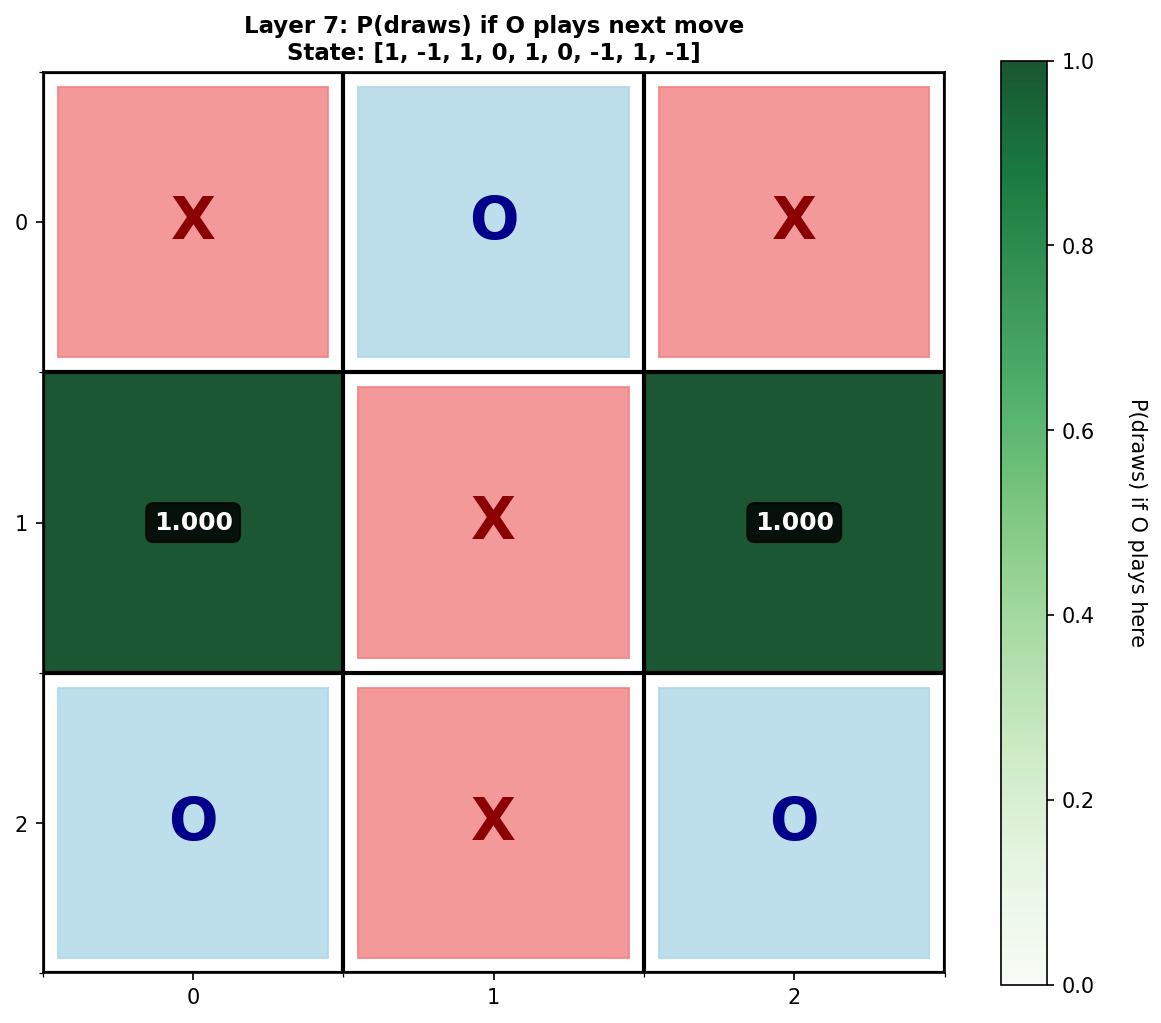 Layer 7: P(draws) if O plays next move
State: [1, -1, 1, 0, 1, 0, -1, 1, -1]
X O X
1.000 X 1.000
O X O
0
1
2
0 1 2
1.0
0.8
0.6
0.4
0.2
0.0
P(draws) if O plays here